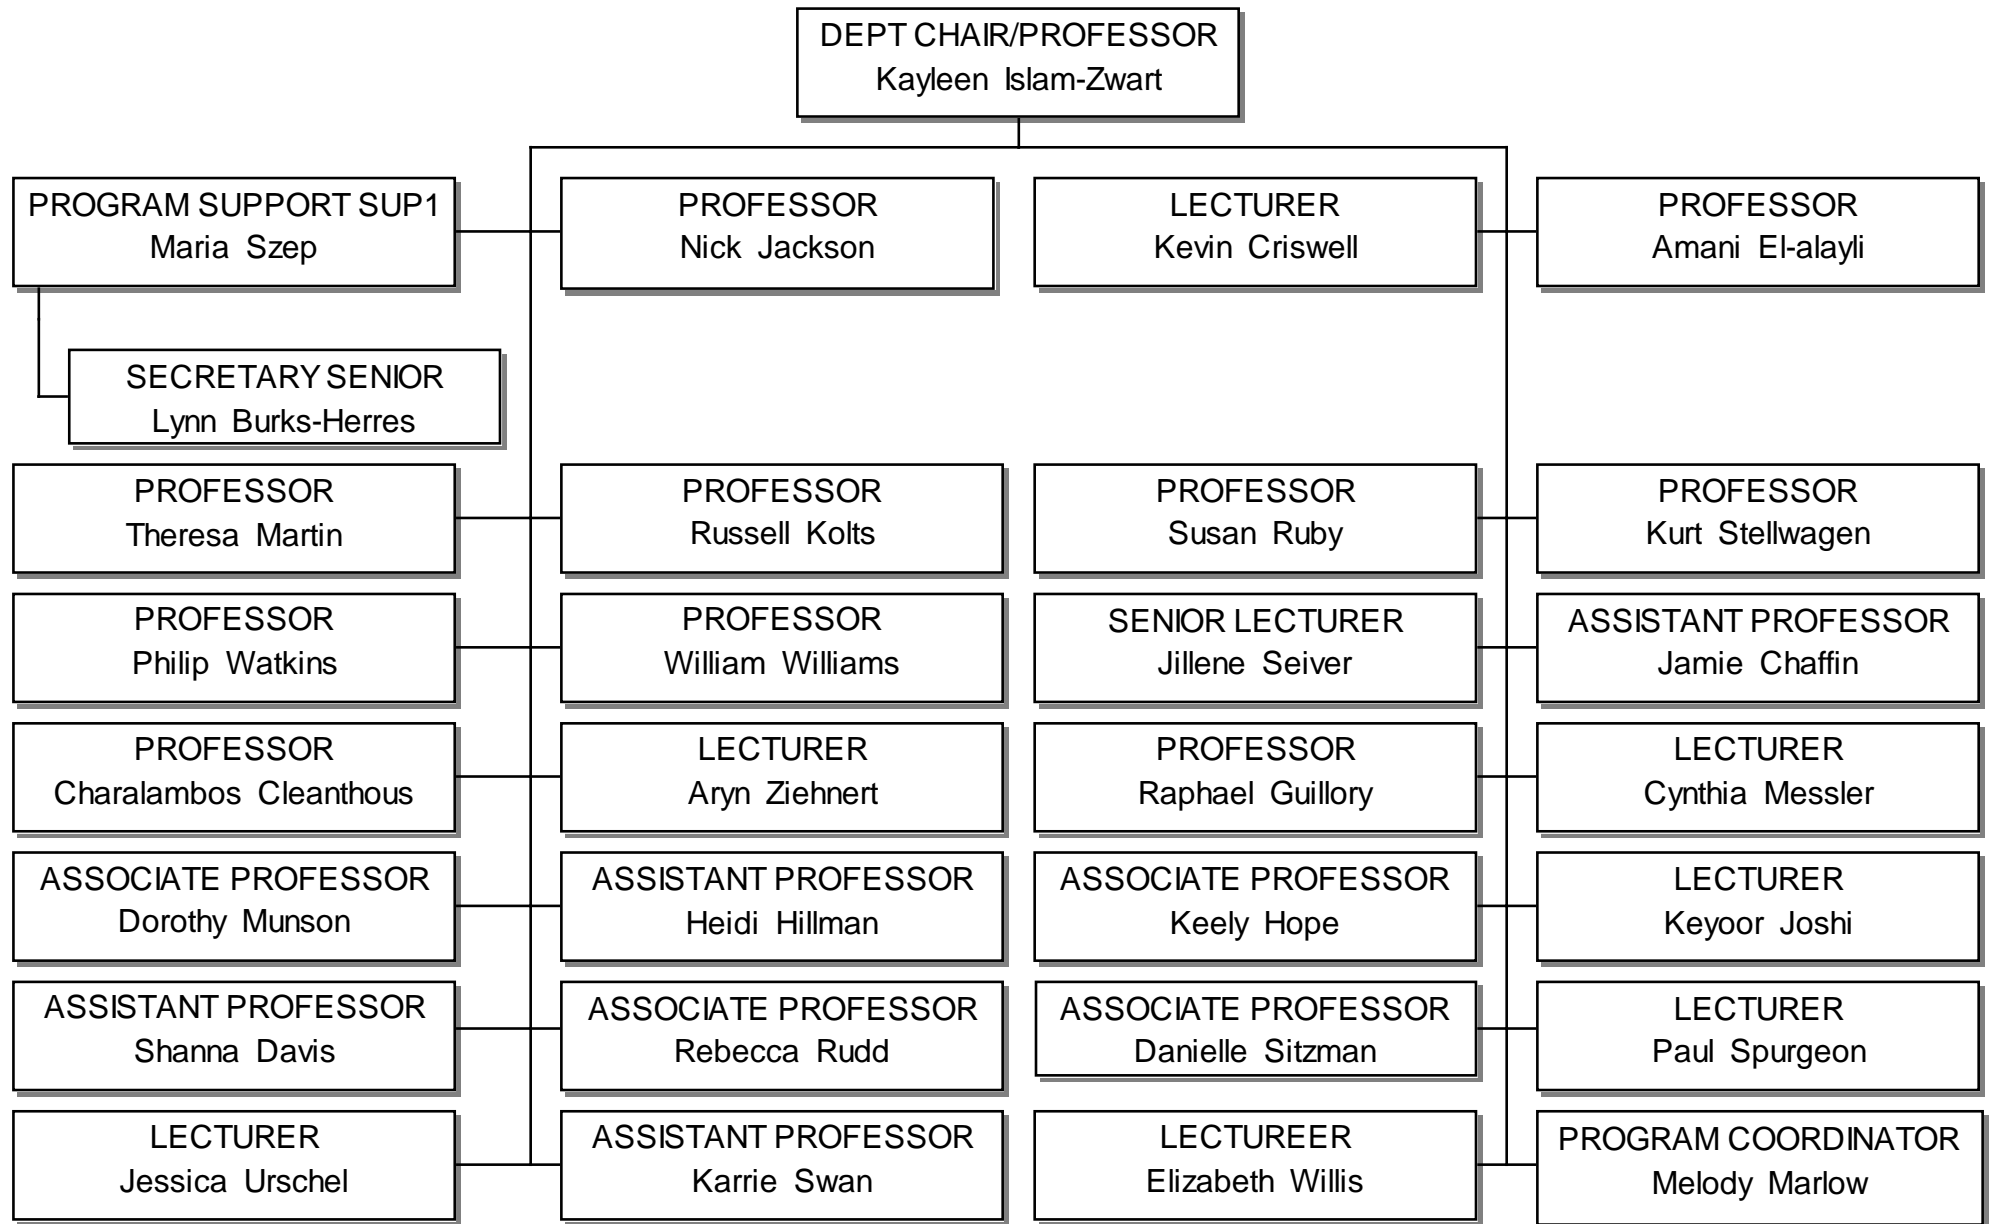 DEPT CHAIR/PROFESSOR
Kayleen Islam-Zwart
PROGRAM SUPPORT SUP1
Maria Szep
PROFESSOR
Nick Jackson
LECTURER
Kevin Criswell
PROFESSOR
Amani El-alayli
SECRETARY SENIOR
Lynn Burks-Herres
PROFESSOR
Theresa Martin
PROFESSOR
Russell Kolts
PROFESSOR
Susan Ruby
PROFESSOR
Kurt Stellwagen
PROFESSOR
Philip Watkins
PROFESSOR
William Williams
SENIOR LECTURER
Jillene Seiver
ASSISTANT PROFESSOR
Jamie Chaffin
PROFESSOR
Charalambos Cleanthous
LECTURER
Aryn Ziehnert
PROFESSOR
Raphael Guillory
LECTURER
Cynthia Messler
ASSOCIATE PROFESSOR
Dorothy Munson
ASSISTANT PROFESSOR
Heidi Hillman
ASSOCIATE PROFESSOR
Keely Hope
LECTURER
Keyoor Joshi
ASSISTANT PROFESSOR
Shanna Davis
ASSOCIATE PROFESSOR
Rebecca Rudd
ASSOCIATE PROFESSOR
Danielle Sitzman
LECTURER
Paul Spurgeon
LECTURER
Jessica Urschel
ASSISTANT PROFESSOR
Karrie Swan
LECTUREER
Elizabeth Willis
PROGRAM COORDINATOR
Melody Marlow